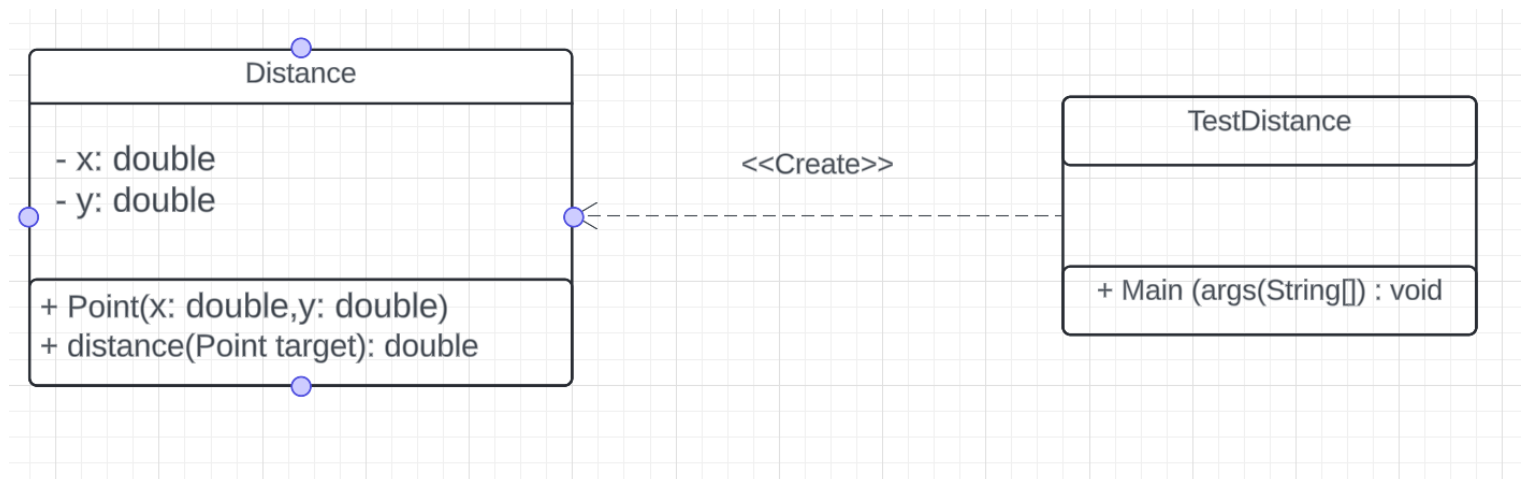 Distance
- x: double
- y: double
+ Point(x: double,y: double)
+ distance(Point target): double
<<Create>>
TestDistance
+ Main (args(String[]) : void